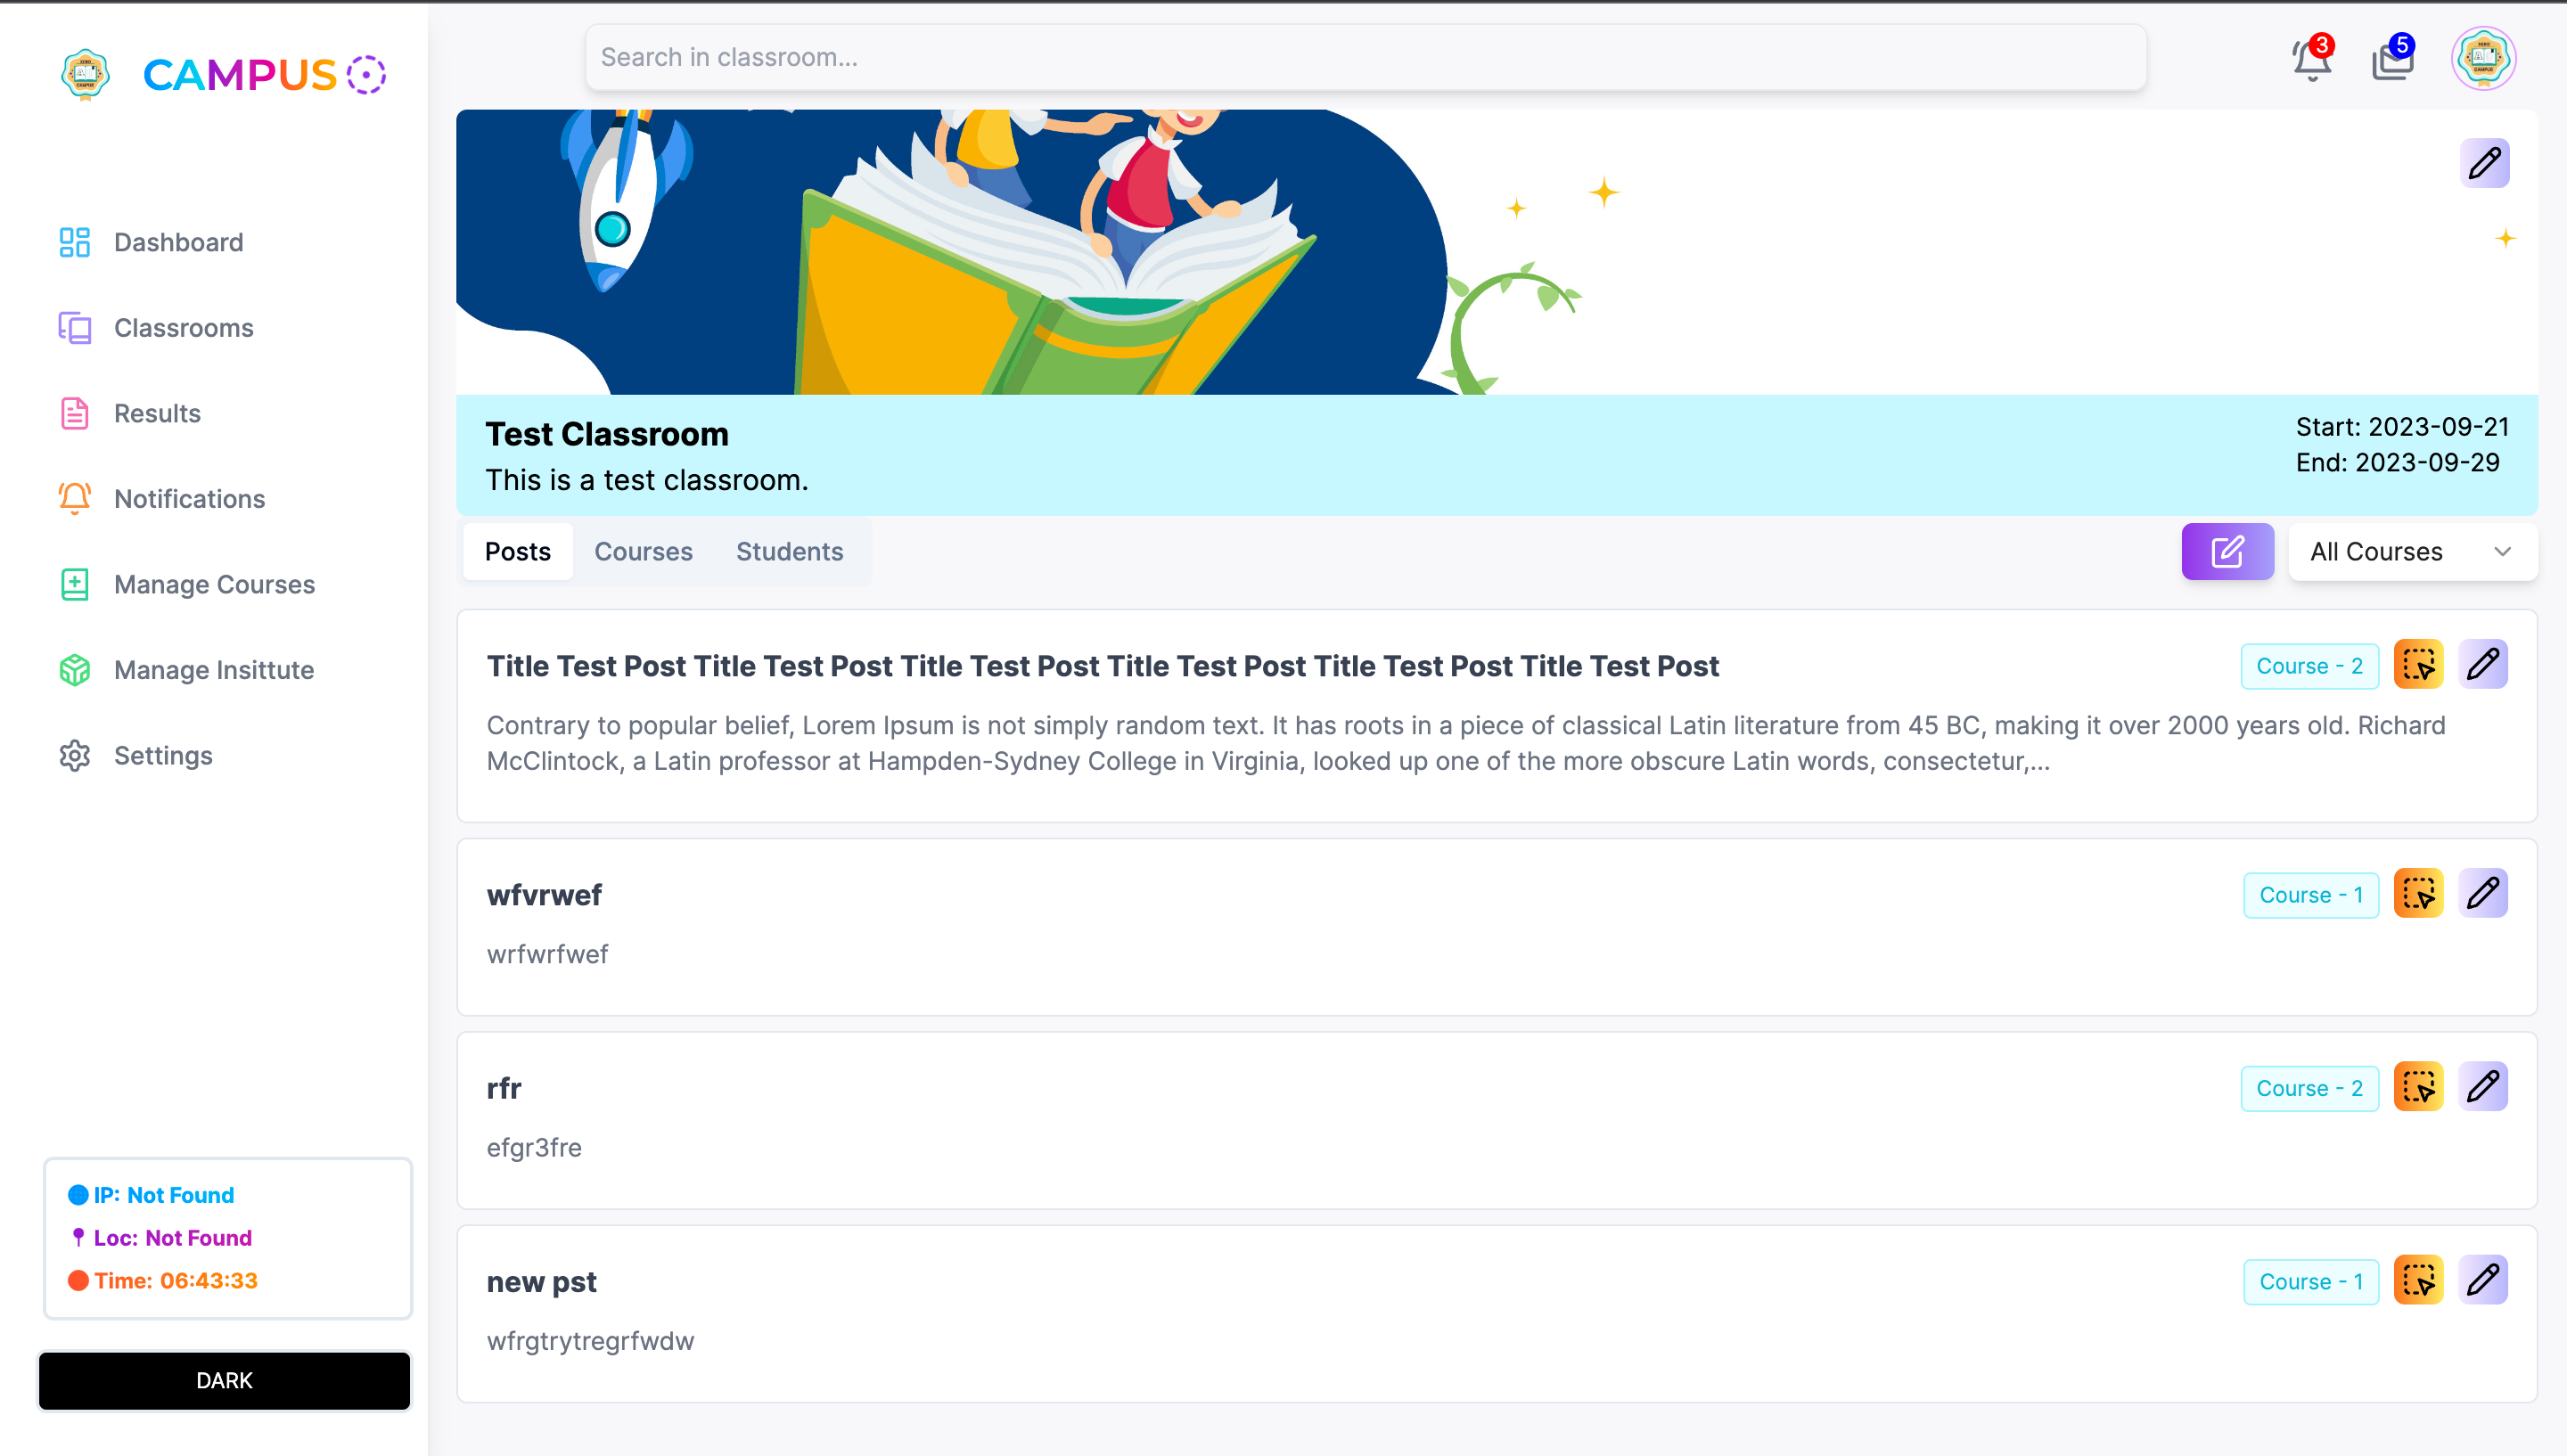 CAMPUS
Search in classroom...
3
5
Dashboard
Classrooms
Results
Notifications
Manage Courses
Manage Insittute
Settings
IP: Not Found
Loc: Not Found
Time: 06:43:33
DARK
Test Classroom
This is a test classroom.
Start: 2023-09-21
End: 2023-09-29
Posts Courses Students
All Courses
Title Test Post Title Test Post Title Test Post Title Test Post Title Test Post Title Test Post
Course - 2
Contrary to popular belief, Lorem Ipsum is not simply random text. It has roots in a piece of classical Latin literature from 45 BC, making it over 2000 years old. Richard
McClintock, a Latin professor at Hampden-Sydney College in Virginia, looked up one of the more obscure Latin words, consectetur,...
wfvrwef
Course - 1
wrfwrfwef
rfr
Course - 2
efgr3fre
new pst
Course - 1
wfrgtrytregrfwdw